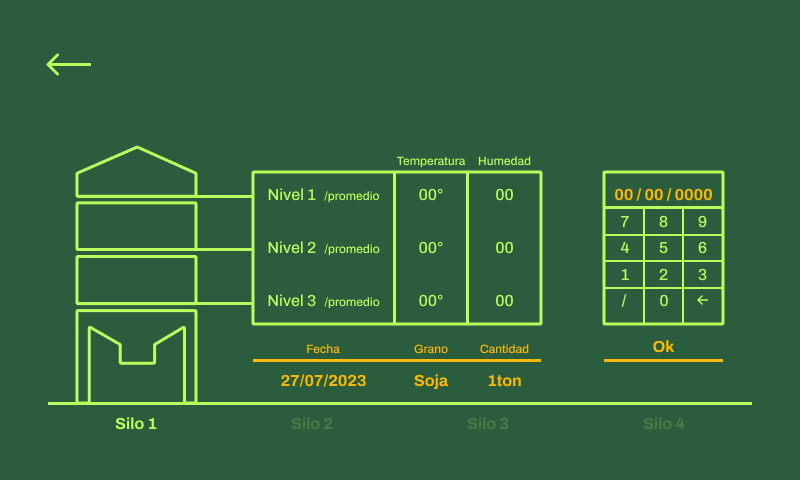 Temperatura Humedad
00 / 00 / 0000
Nivel 1 /promedio 00° 00
7 8 9
4 5 6
Nivel 2 /promedio 00° 00
1 2 3
Nivel 3 /promedio 00° 00
/ 0 ←
Fecha Grano Cantidad
Ok
27/07/2023 Soja 1ton
Silo 1 Silo 2 Silo 3 Silo 4